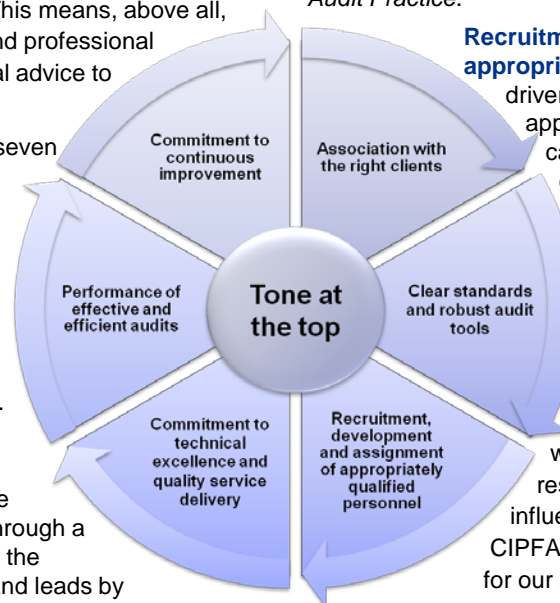 This means, above all,
nd professional
al advice to
seven
e
hrough a
the
nd leads by
Audit Practice.
Recruitm
appropri
driver
app
ca
w
res
influe
CIPFA
for our
Tone at
the top
Association with
the right clients
Clear standards
and robust audit
tools
Recruitment,
development
and assignment
of appropriately
qualified
personnel
Commitment to
technical
excellence and
quality service
delivery
Performance of
effective and
efficient audits
Commitment to
continuous
improvement